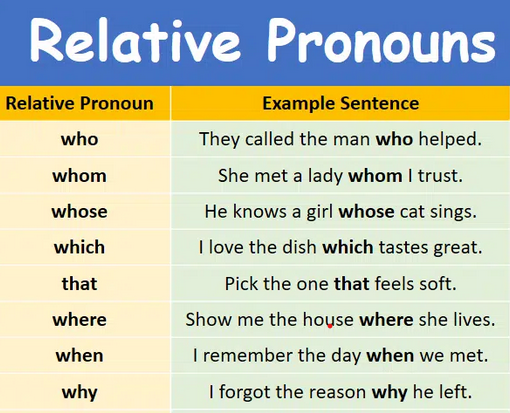 Relative Pronouns
Relative Pronoun Example Sentence
who They called the man who helped.
whom She met a lady whom I trust.
whose He knows a girl whose cat sings.
which I love the dish which tastes great.
that Pick the one that feels soft.
where Show me the house where she lives.
when I remember the day when we met.
why I forgot the reason why he left.